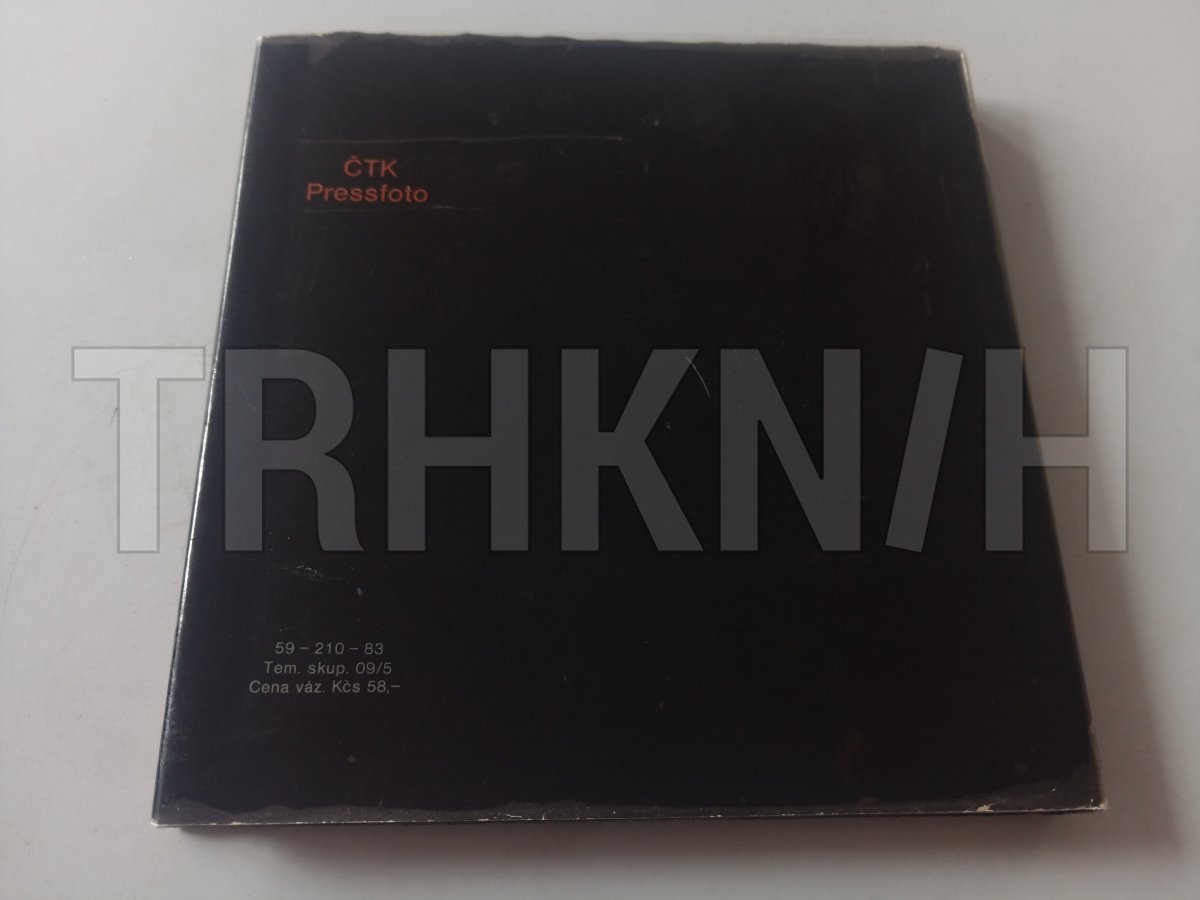 ČTK
Pressfoto
TRHKNIH
59 – 210 – 83
Tem. skup. 09/5
Cena váz. Kčs 58,–